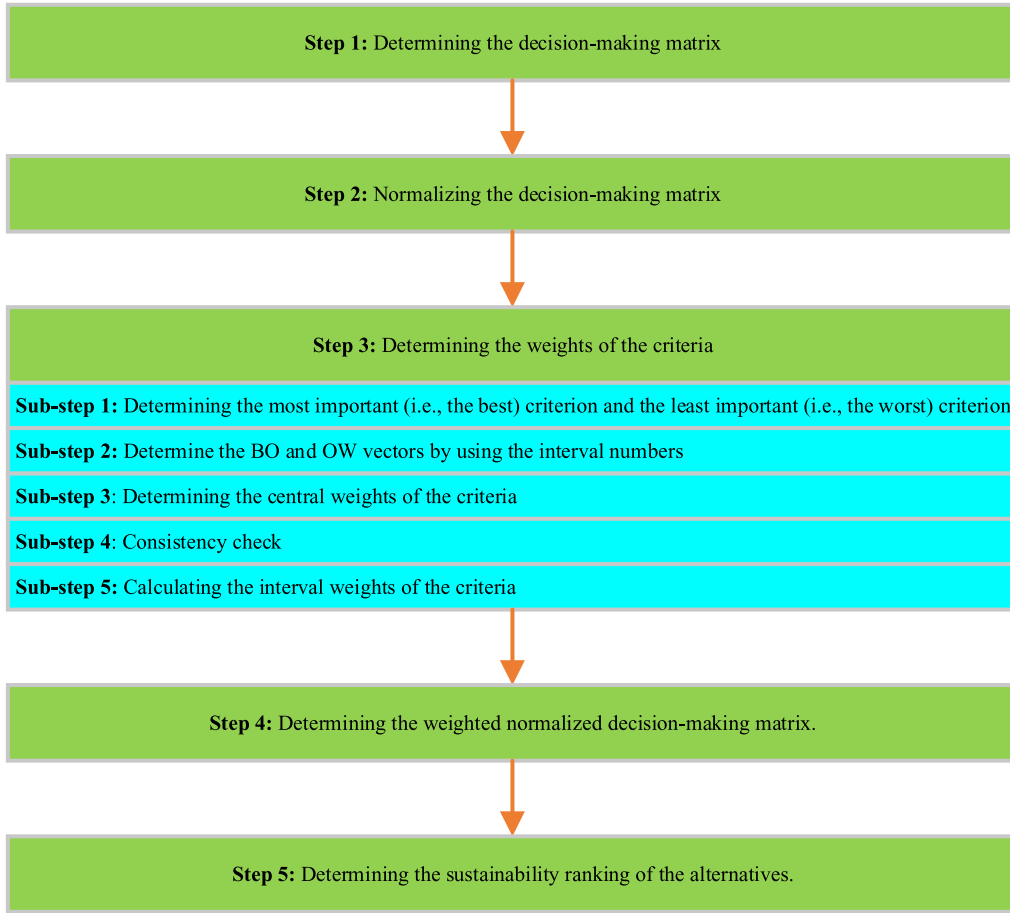 Step 1: Determining the decision-making matrix
Step 2: Normalizing the decision-making matrix
Step 3: Determining the weights of the criteria
Sub-step 1: Determining the most important (i.e., the best) criterion and the least important (i.e., the worst) criterion
Sub-step 2: Determine the BO and OW vectors by using the interval numbers
Sub-step 3: Determining the central weights of the criteria
Sub-step 4: Consistency check
Sub-step 5: Calculating the interval weights of the criteria
Step 4: Determining the weighted normalized decision-making matrix.
Step 5: Determining the sustainability ranking of the alternatives.